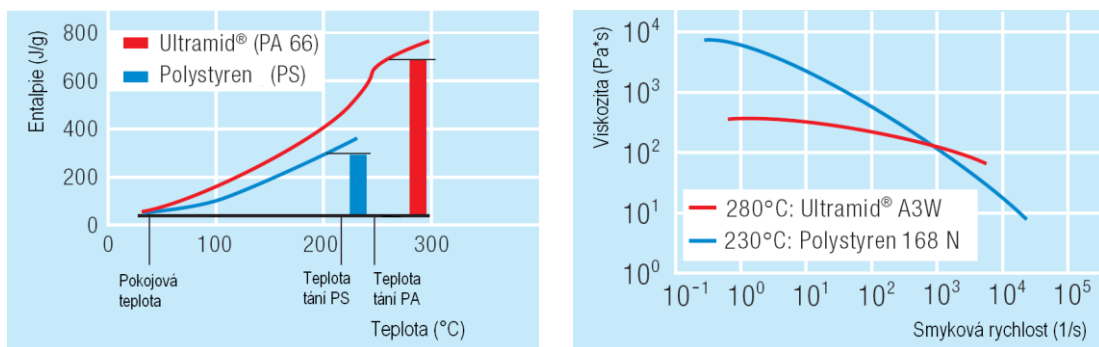 Entalpie (J/g)
800
600
400
200
0
Ultramid® (PA 66)
Polystyren (PS)
0 100 200 300
Pokojová
teplota
Teplota
tání PS
Teplota
tání PA
Teplota (°C)
Viskozita (Pa*s)
10⁴
10³
10²
10¹
10⁰
280°C: Ultramid® A3W
230°C: Polystyren 168 N
10⁻¹ 10⁰ 10¹ 10² 10³ 10⁴ 10⁵
Smyková rychlost (1/s)